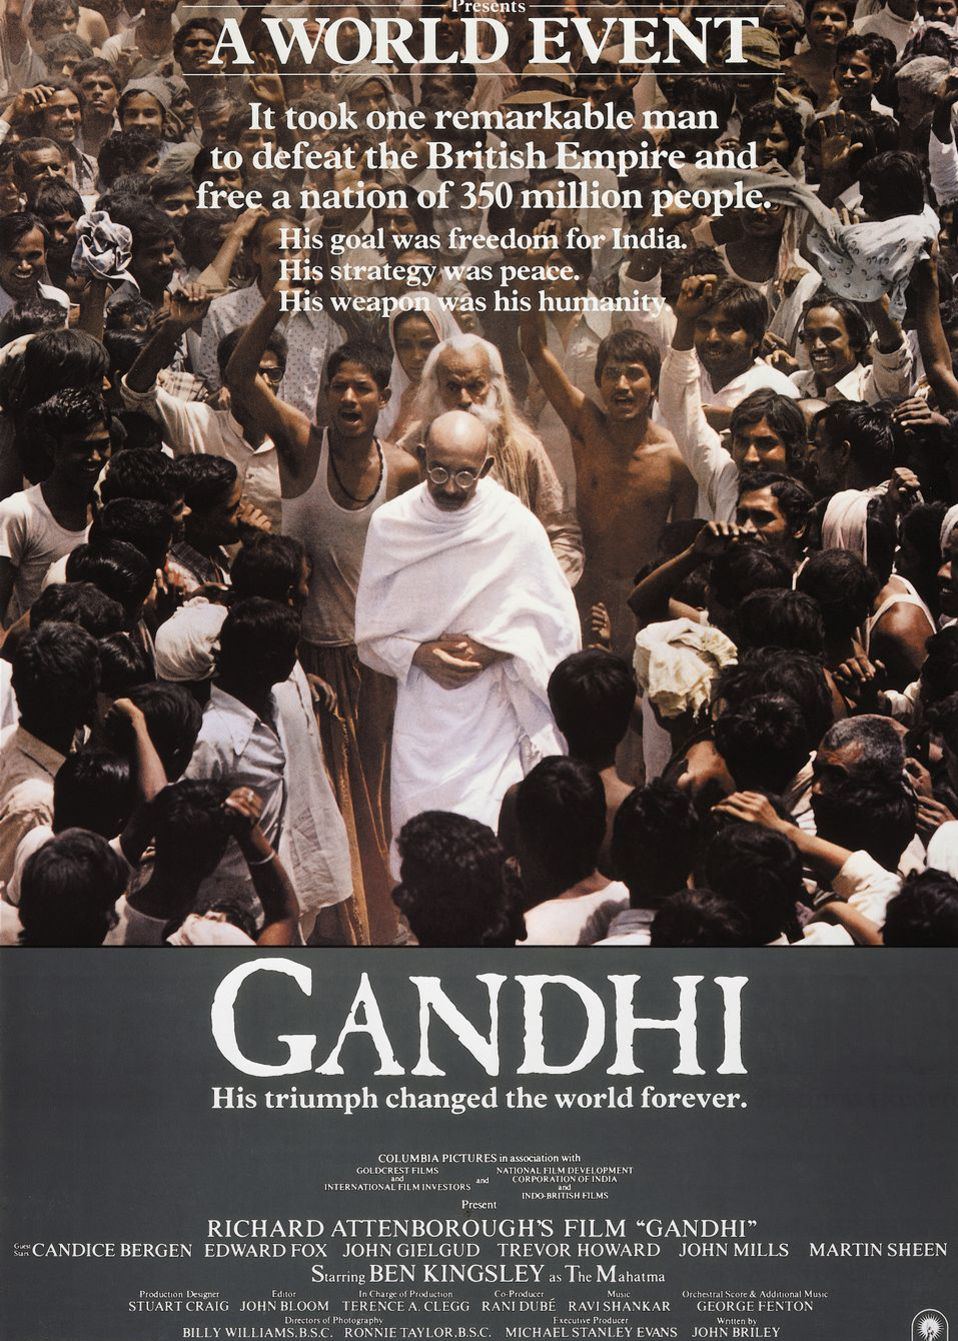 Presents
A WORLD EVENT
It took one remarkable man
to defeat the British Empire and
free a nation of 350 million people.
His goal was freedom for India.
His strategy was peace.
His weapon was his humanity.
GANDHI
His triumph changed the world forever.
COLUMBIA PICTURES in association with
GOLDCREST FILMS
and
INTERNATIONAL FILM INVESTORS
and
NATIONAL FILM DEVELOPMENT
CORPORATION OF INDIA
and
INDO-BRITISH FILMS
Present
RICHARD ATTENBOROUGH'S FILM “GANDHI”
Guest Stars CANDICE BERGEN EDWARD FOX JOHN GIELGUD TREVOR HOWARD JOHN MILLS MARTIN SHEEN
Starring BEN KINGSLEY as The Mahatma
Production Designer Editor In Charge of Production Co-Producer Music Orchestral Score & Additional Music
STUART CRAIG JOHN BLOOM TERENCE A. CLEGG RANI DUBÉ RAVI SHANKAR GEORGE FENTON
Directors of Photography Executive Producer Written by
BILLY WILLIAMS, B.S.C. RONNIE TAYLOR, B.S.C. MICHAEL STANLEY EVANS JOHN BRILEY